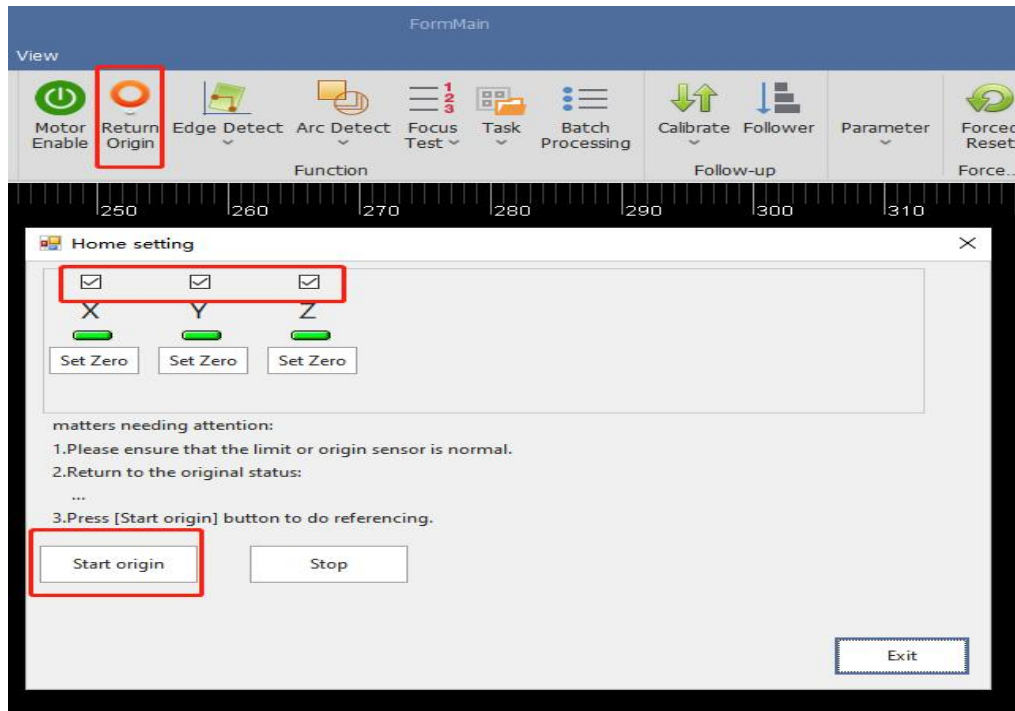 FormMain
View
Motor Enable Return Origin Edge Detect Arc Detect Focus Test Task Batch Processing Calibrate Follower Parameter Forced Reset
Function Follow-up Force...
250 260 270 280 290 300 310
Home setting
X Y Z
Set Zero Set Zero Set Zero
matters needing attention:
1.Please ensure that the limit or origin sensor is normal.
2.Return to the original status:
...
3.Press [Start origin] button to do referencing.
Start origin Stop
Exit